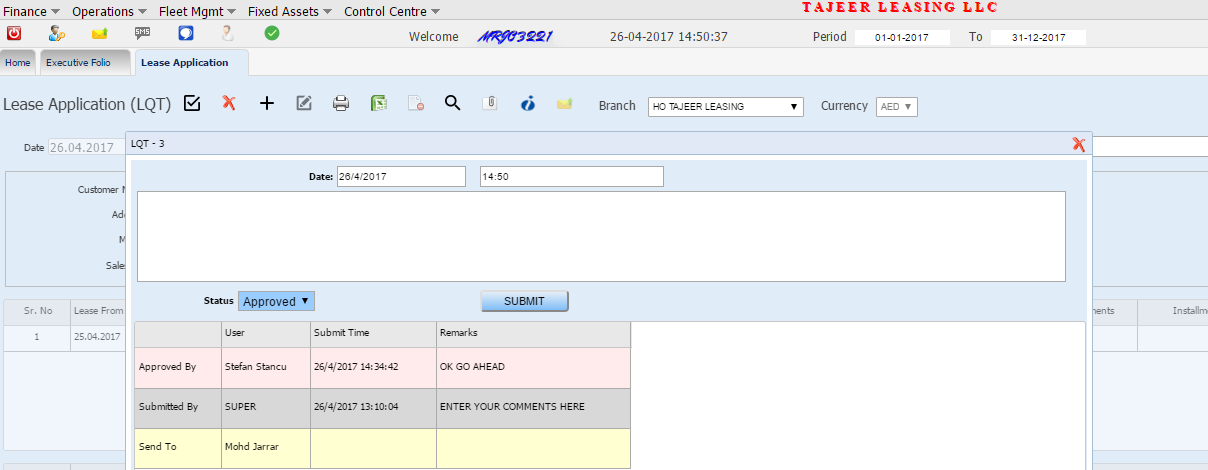 Finance Operations Fleet Mgmt Fixed Assets Control Centre TAJEER LEASING LLC
SMS Welcome MRJC3221 26-04-2017 14:50:37 Period 01-01-2017 To 31-12-2017
Home Executive Folio Lease Application
Lease Application (LQT) Branch HO TAJEER LEASING Currency AED
Date 26.04.2017
LQT - 3
Date: 26/4/2017 14:50
Customer N
Add
M
Sales
Status Approved SUBMIT
Sr. No Lease From ments Installm
1 25.04.2017
User Submit Time Remarks
Approved By Stefan Stancu 26/4/2017 14:34:42 OK GO AHEAD
Submitted By SUPER 26/4/2017 13:10:04 ENTER YOUR COMMENTS HERE
Send To Mohd Jarrar